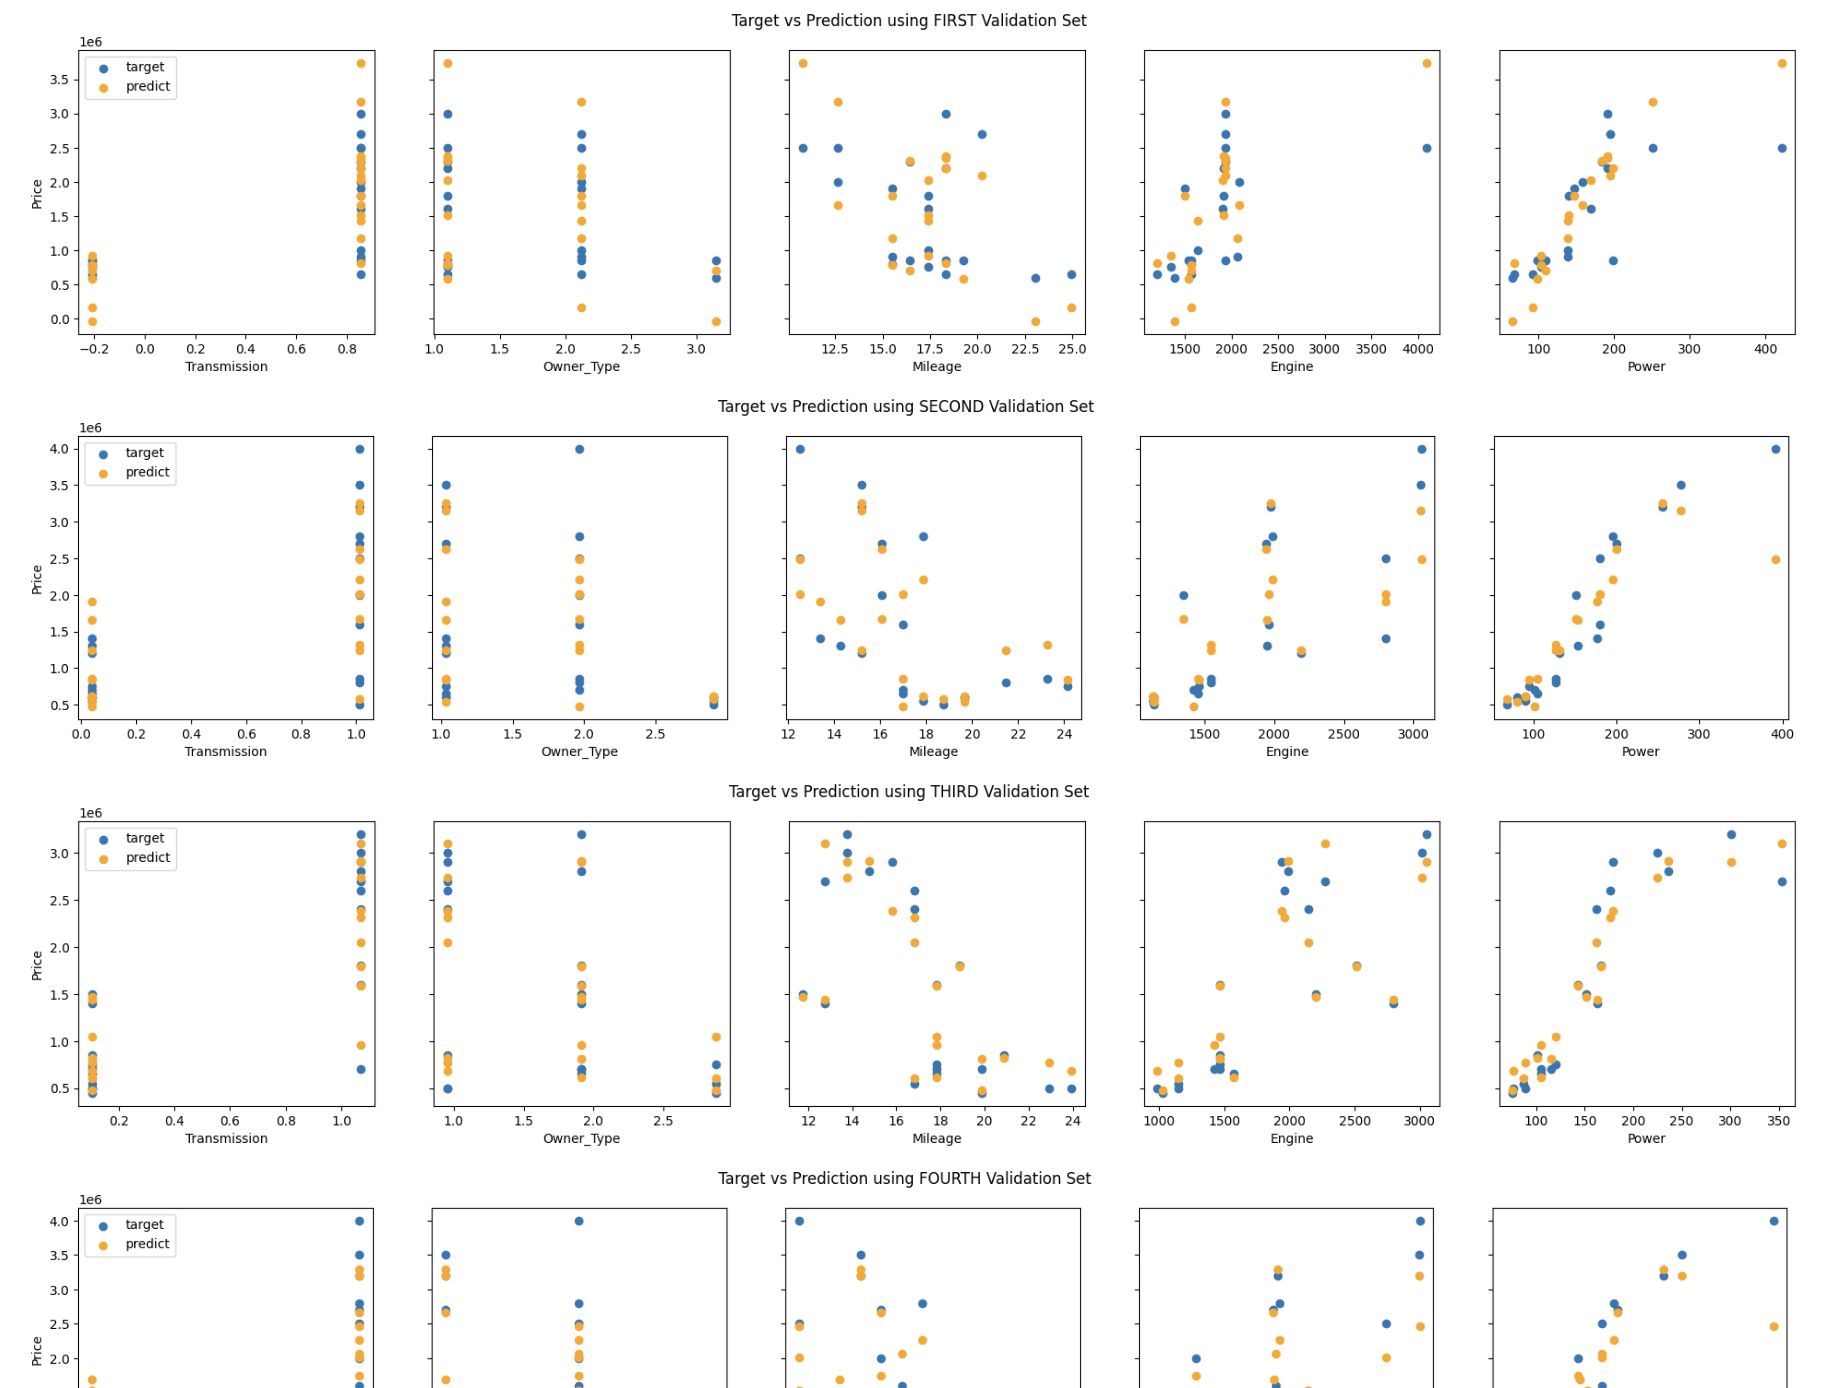 Target vs Prediction using FIRST Validation Set
1e6
target
predict
3.5
3.0
2.5
2.0
1.5
1.0
0.5
0.0
Price
−0.2 0.0 0.2 0.4 0.6 0.8
Transmission
1.0 1.5 2.0 2.5 3.0
Owner_Type
12.5 15.0 17.5 20.0 22.5 25.0
Mileage
1500 2000 2500 3000 3500 4000
Engine
100 200 300 400
Power
Target vs Prediction using SECOND Validation Set
1e6
target
predict
4.0
3.5
3.0
2.5
2.0
1.5
1.0
0.5
Price
0.0 0.2 0.4 0.6 0.8 1.0
Transmission
1.0 1.5 2.0 2.5
Owner_Type
12 14 16 18 20 22 24
Mileage
1500 2000 2500 3000
Engine
100 200 300 400
Power
Target vs Prediction using THIRD Validation Set
1e6
target
predict
3.0
2.5
2.0
1.5
1.0
0.5
Price
0.2 0.4 0.6 0.8 1.0
Transmission
1.0 1.5 2.0 2.5
Owner_Type
12 14 16 18 20 22 24
Mileage
1000 1500 2000 2500 3000
Engine
100 150 200 250 300 350
Power
Target vs Prediction using FOURTH Validation Set
1e6
target
predict
4.0
3.5
3.0
2.5
2.0
Price